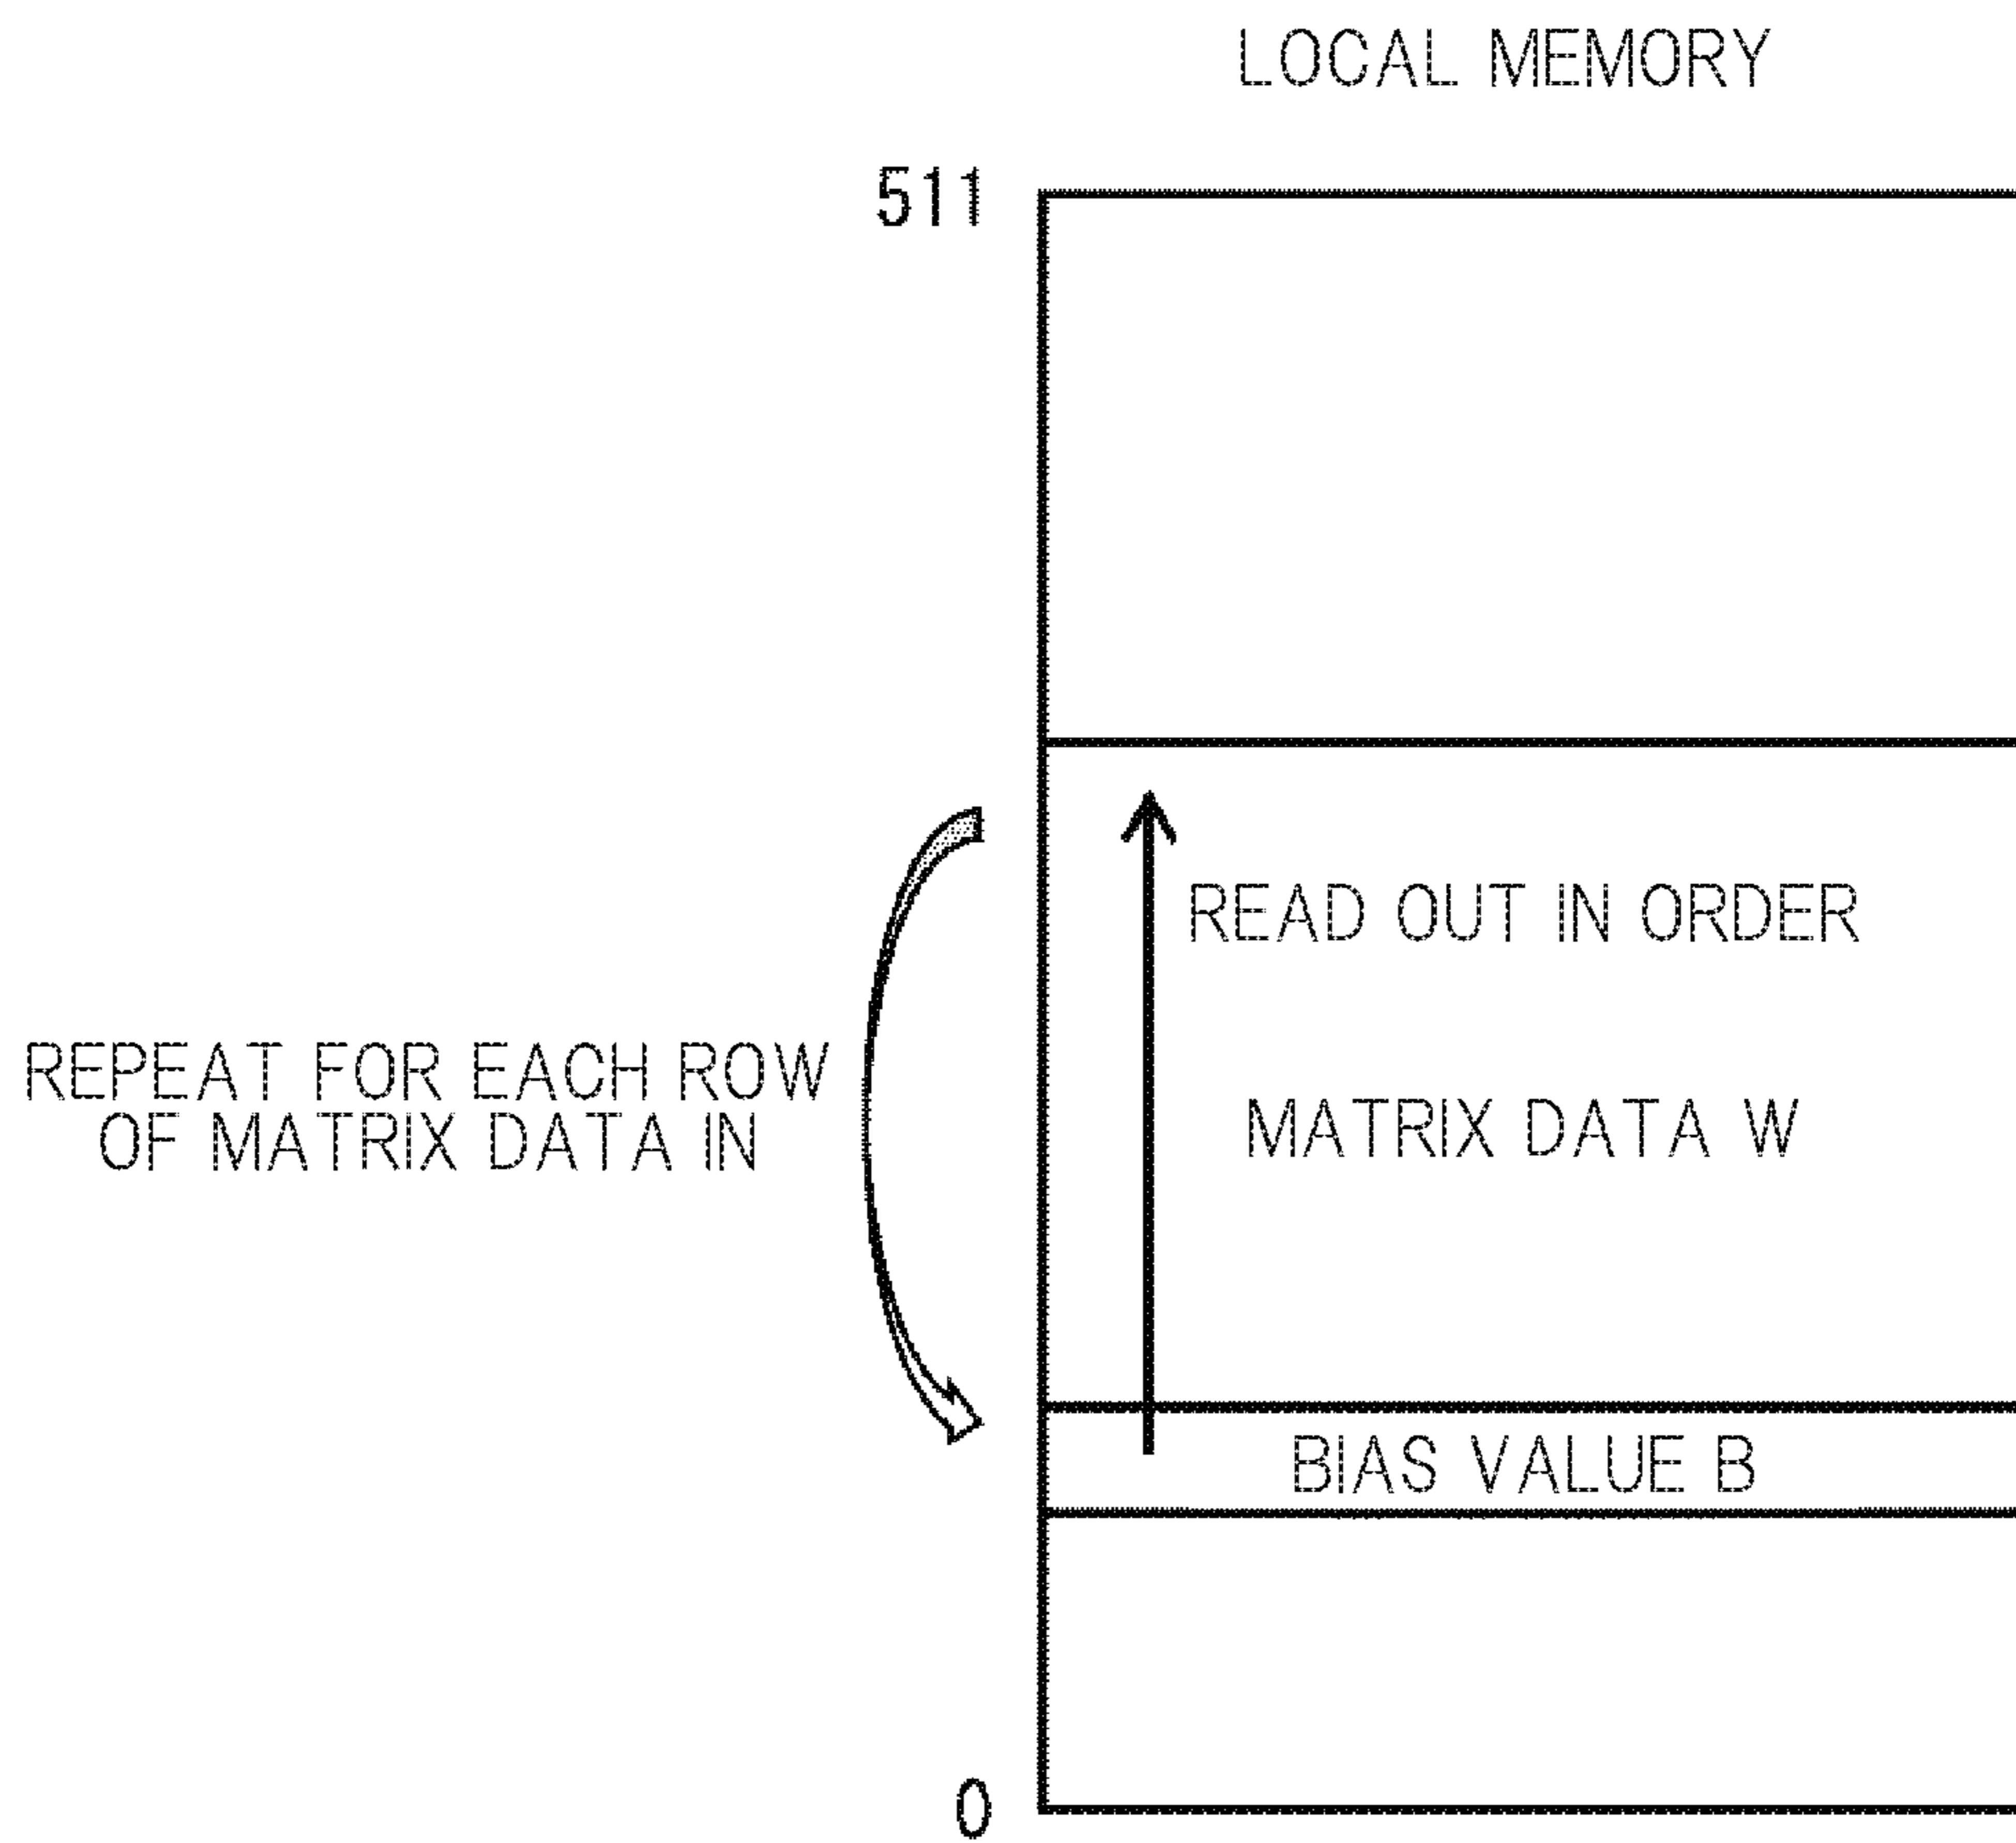 LOCAL MEMORY
511
READ OUT IN ORDER
REPEAT FOR EACH ROW
OF MATRIX DATA IN
MATRIX DATA W
BIAS VALUE B
0